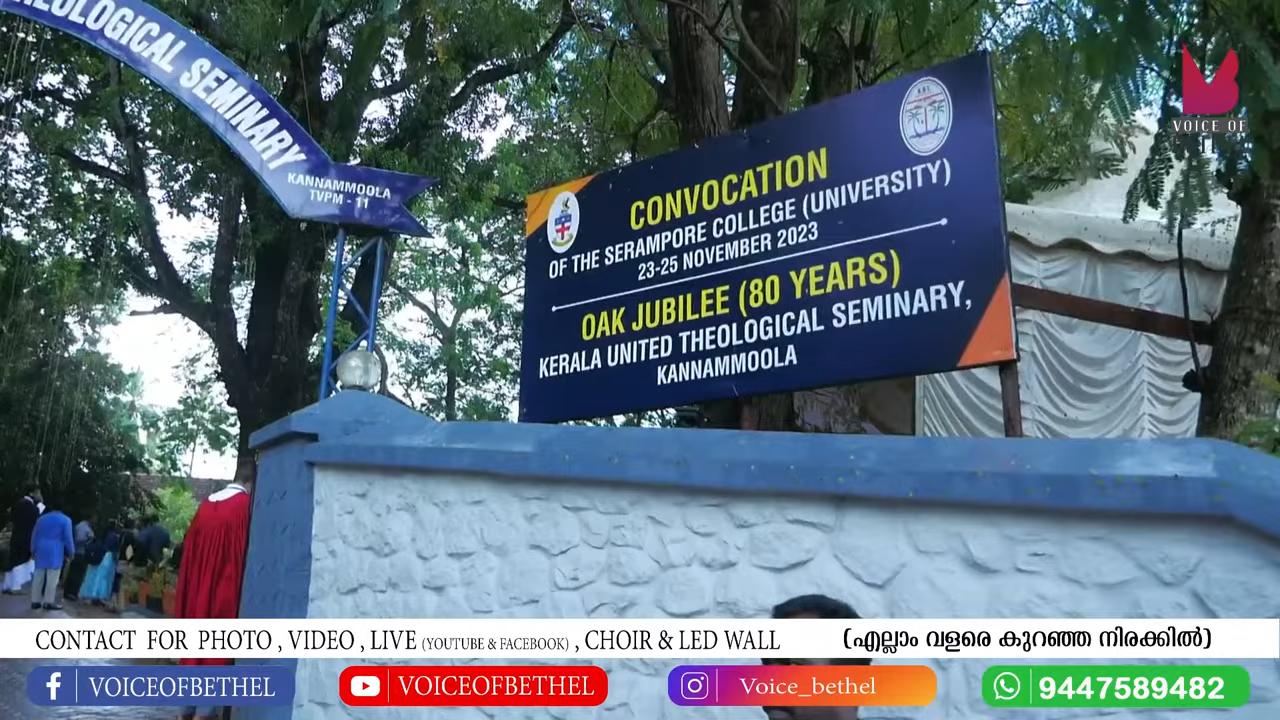 THEOLOGICAL SEMINARY
KANNAMMOOLA
TVPM - 11
CONVOCATION
OF THE SERAMPORE COLLEGE (UNIVERSITY)
23-25 NOVEMBER 2023
OAK JUBILEE (80 YEARS)
KERALA UNITED THEOLOGICAL SEMINARY,
KANNAMMOOLA
VOICE OF
CONTACT FOR PHOTO , VIDEO , LIVE (YOUTUBE & FACEBOOK) , CHOIR & LED WALL (എല്ലാം വളരെ കുറഞ്ഞ നിരക്കിൽ)
VOICEOFBETHEL VOICEOFBETHEL Voice_bethel 9447589482